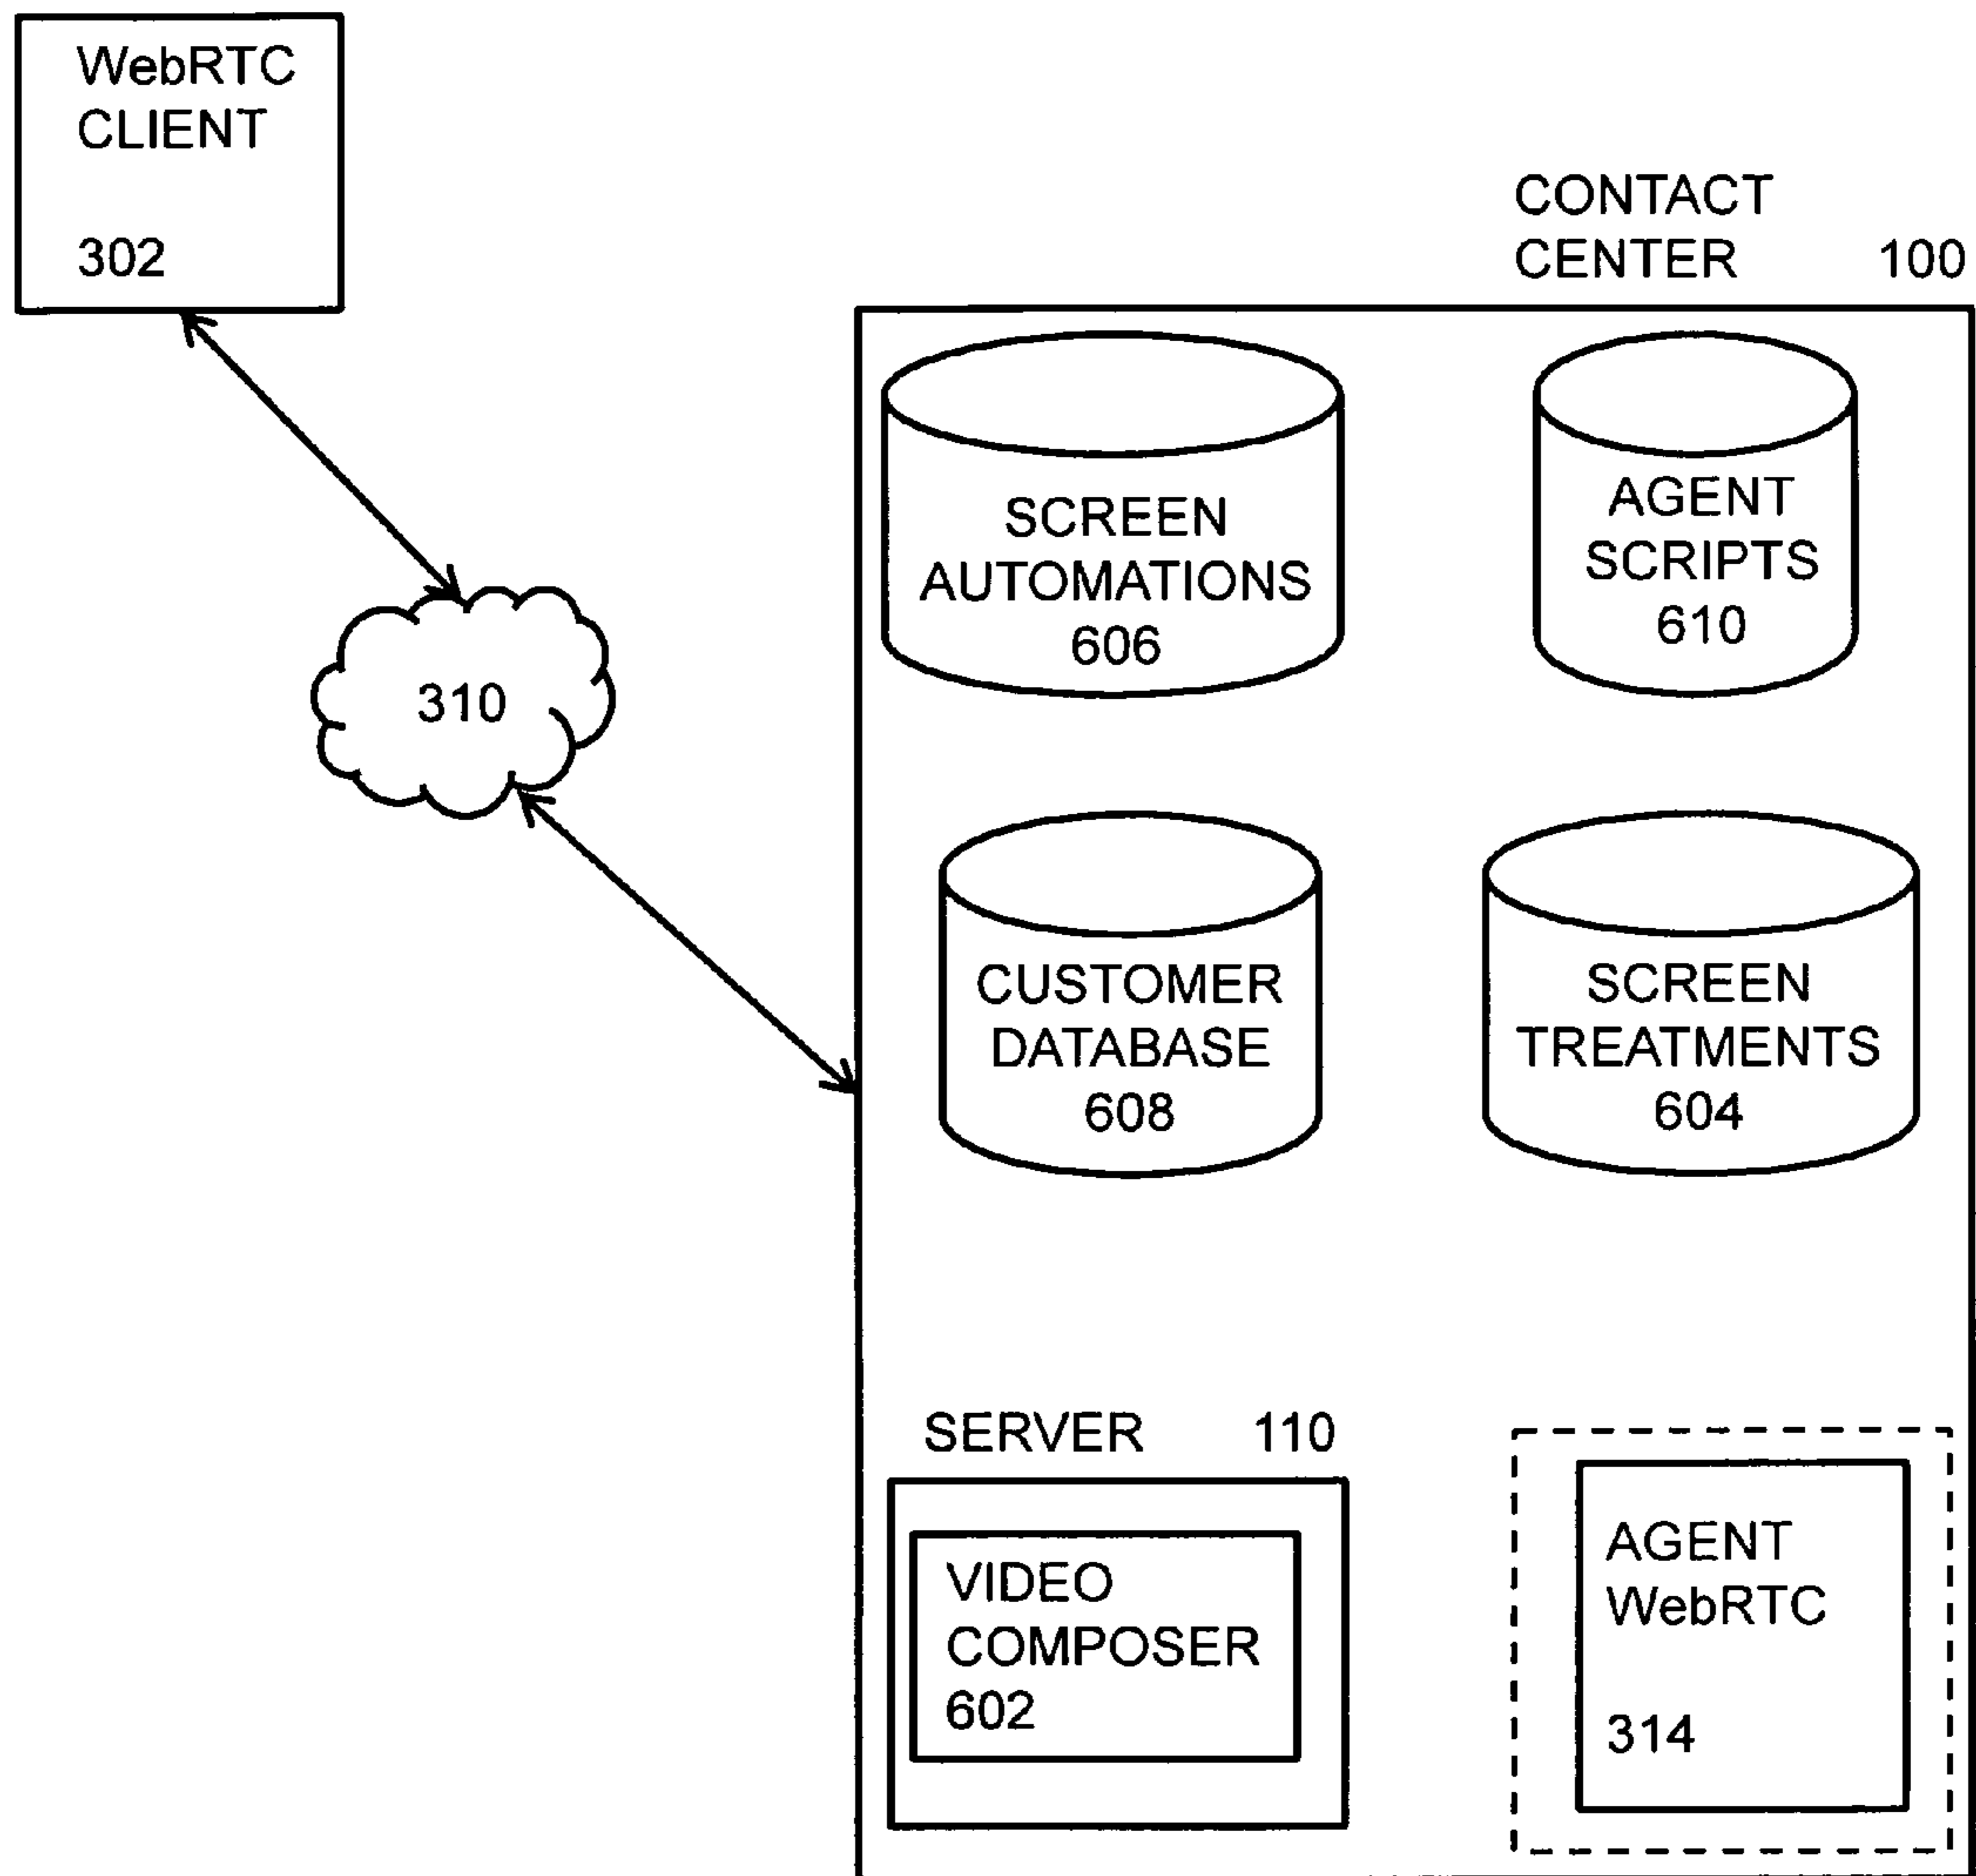 WebRTC
CLIENT
302
CONTACT
CENTER 100
SCREEN
AUTOMATIONS
606
AGENT
SCRIPTS
610
310
CUSTOMER
DATABASE
608
SCREEN
TREATMENTS
604
SERVER 110
VIDEO
COMPOSER
602
AGENT
WebRTC
314